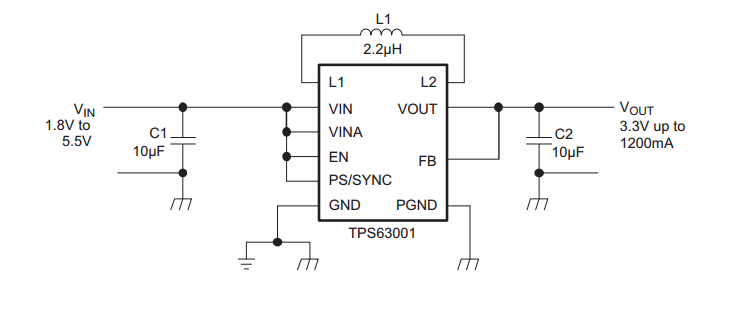 L1
2.2µH
L1
L2
VIN
1.8V to
5.5V
VIN
VOUT
VOUT
3.3V up to
1200mA
C1
10µF
VINA
EN
FB
C2
10µF
PS/SYNC
GND
PGND
TPS63001